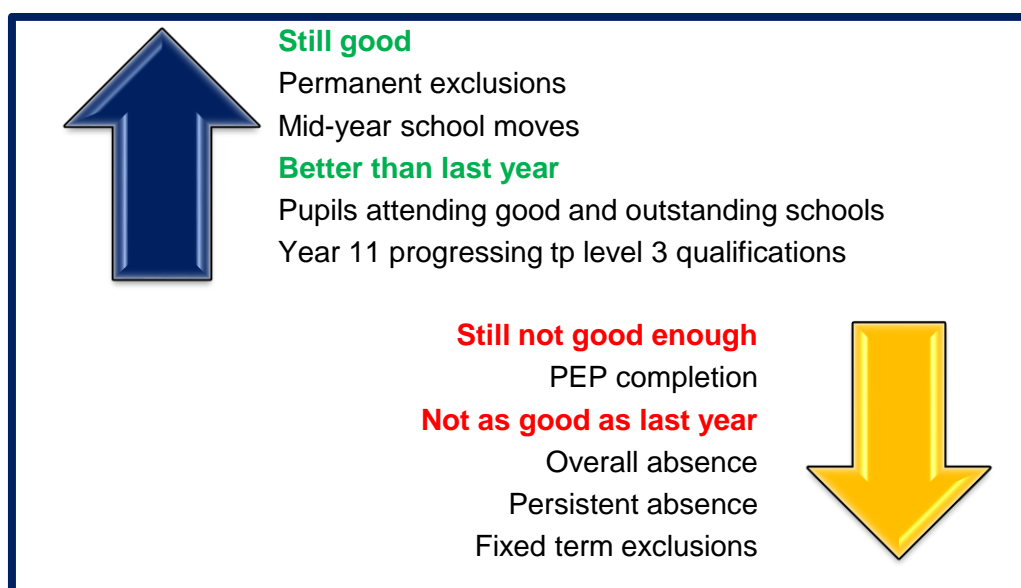 Still good
Permanent exclusions
Mid-year school moves
Better than last year
Pupils attending good and outstanding schools
Year 11 progressing tp level 3 qualifications
Still not good enough
PEP completion
Not as good as last year
Overall absence
Persistent absence
Fixed term exclusions